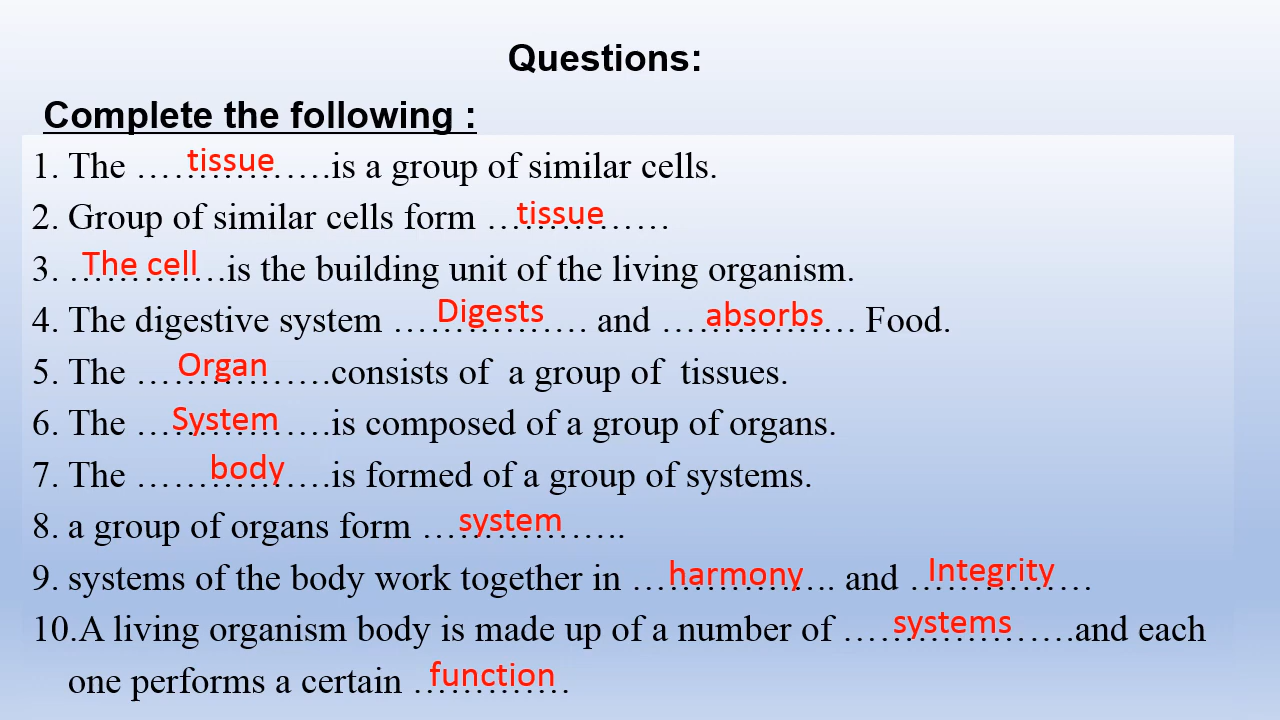 Questions:
Complete the following :
1. The ……tissue……….is a group of similar cells.
2. Group of similar cells form …tissue…………
3. …The cell….is the building unit of the living organism.
4. The digestive system …Digests……. and …absorbs…… Food.
5. The ……Organ……….consists of a group of tissues.
6. The ……System……….is composed of a group of organs.
7. The ………body…….is formed of a group of systems.
8. a group of organs form …system……..
9. systems of the body work together in …harmony…….. and …Integrity………
10.A living organism body is made up of a number of ……systems……….and each
one performs a certain …function….